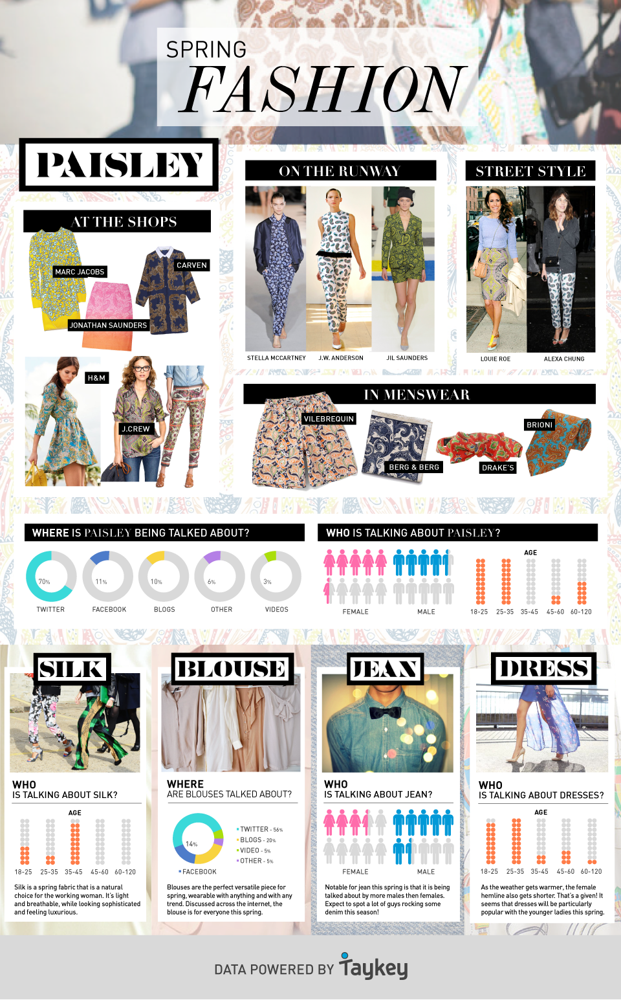 SPRING
FASHION
PAISLEY
AT THE SHOPS
MARC JACOBS
CARVEN
JONATHAN SAUNDERS
H&M
J.CREW
ON THE RUNWAY
STELLA MCCARTNEY
J.W. ANDERSON
JIL SAUNDERS
STREET STYLE
LOUIE ROE
ALEXA CHUNG
IN MENSWEAR
VILEBREQUIN
BERG & BERG
DRAKE'S
BRIONI
WHERE IS PAISLEY BEING TALKED ABOUT?
70%
11%
10%
6%
3%
TWITTER
FACEBOOK
BLOGS
OTHER
VIDEOS
WHO IS TALKING ABOUT PAISLEY?
FEMALE
MALE
AGE
18-25
25-35
35-45
45-60
60-120
SILK
WHO
IS TALKING ABOUT SILK?
AGE
18-25
25-35
35-45
45-60
60-120
Silk is a spring fabric that is a natural
choice for the working woman. It's light
and breathable, while looking sophisticated
and feeling luxurious.
BLOUSE
WHERE
ARE BLOUSES TALKED ABOUT?
14%
TWITTER - 56%
BLOGS - 20%
VIDEO - 5%
OTHER - 5%
FACEBOOK
Blouses are the perfect versatile piece for
spring, wearable with anything and with any
trend. Discussed across the internet, the
blouse is for everyone this spring.
JEAN
WHO
IS TALKING ABOUT JEAN?
FEMALE
MALE
Notable for jean this spring is that it is being
talked about by more males then females.
Expect to spot a lot of guys rocking some
denim this season!
DRESS
WHO
IS TALKING ABOUT DRESSES?
AGE
18-25
25-35
35-45
45-60
60-120
As the weather gets warmer, the female
hemline also gets shorter. That's a given! It
seems that dresses will be particularly
popular with the younger ladies this spring.
DATA POWERED BY Taykey